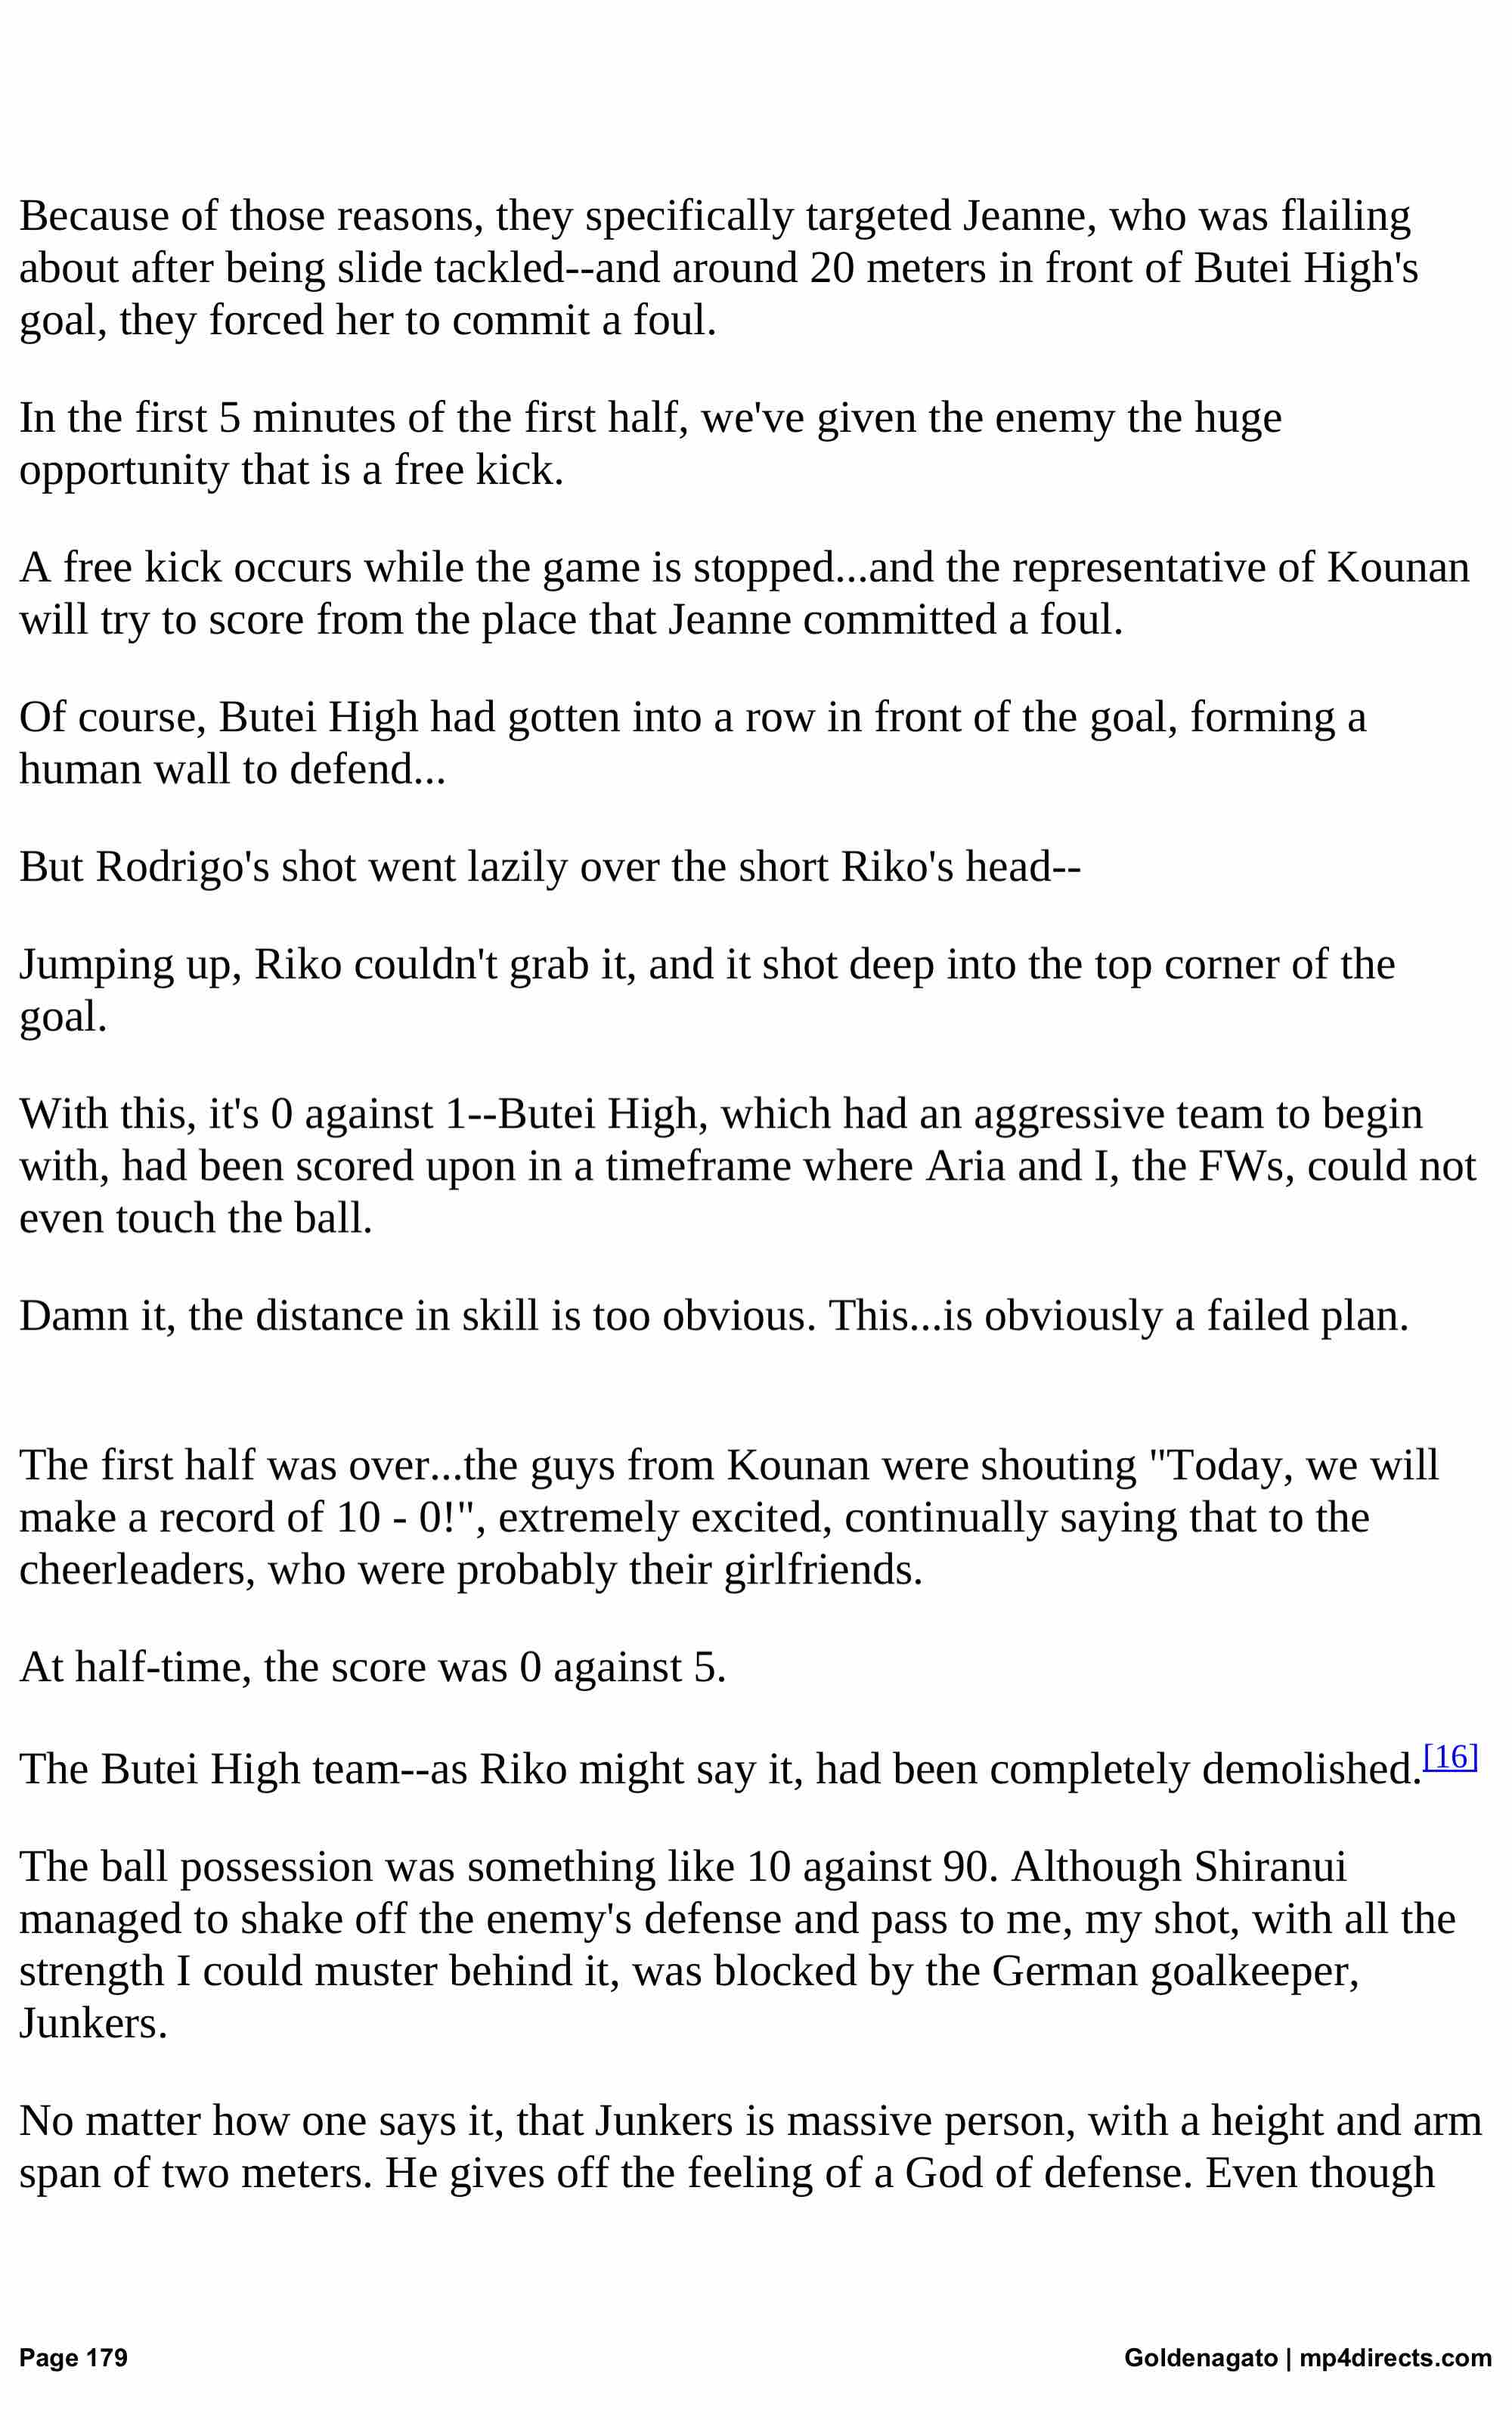 Because of those reasons, they specifically targeted Jeanne, who was flailing
about after being slide tackled--and around 20 meters in front of Butei High's
goal, they forced her to commit a foul.
In the first 5 minutes of the first half, we've given the enemy the huge
opportunity that is a free kick.
A free kick occurs while the game is stopped...and the representative of Kounan
will try to score from the place that Jeanne committed a foul.
Of course, Butei High had gotten into a row in front of the goal, forming a
human wall to defend...
But Rodrigo's shot went lazily over the short Riko's head--
Jumping up, Riko couldn't grab it, and it shot deep into the top corner of the
goal.
With this, it's 0 against 1--Butei High, which had an aggressive team to begin
with, had been scored upon in a timeframe where Aria and I, the FWs, could not
even touch the ball.
Damn it, the distance in skill is too obvious. This...is obviously a failed plan.
The first half was over...the guys from Kounan were shouting "Today, we will
make a record of 10 - 0!", extremely excited, continually saying that to the
cheerleaders, who were probably their girlfriends.
At half-time, the score was 0 against 5.
The Butei High team--as Riko might say it, had been completely demolished.[16]
The ball possession was something like 10 against 90. Although Shiranui
managed to shake off the enemy's defense and pass to me, my shot, with all the
strength I could muster behind it, was blocked by the German goalkeeper,
Junkers.
No matter how one says it, that Junkers is massive person, with a height and arm
span of two meters. He gives off the feeling of a God of defense. Even though
Page 179
Goldenagato | mp4directs.com